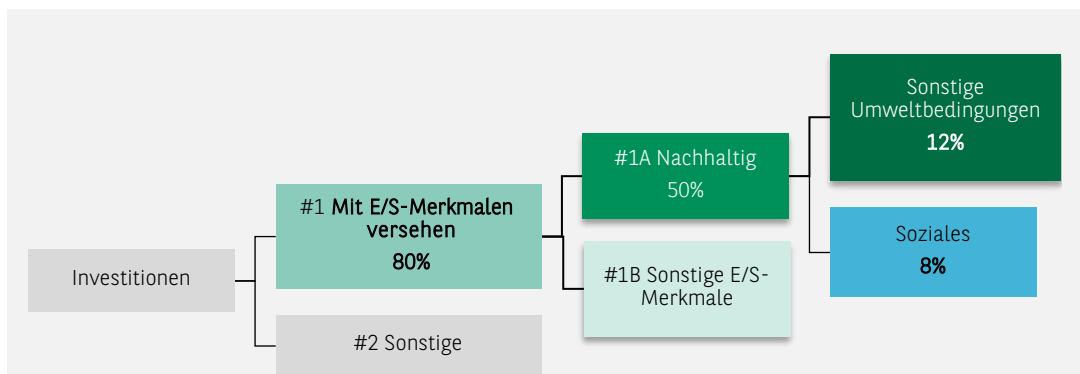 Investitionen
#1 Mit E/S-Merkmalen
versehen
80%
#2 Sonstige
#1A Nachhaltig
50%
#1B Sonstige E/S-
Merkmale
Sonstige
Umweltbedingungen
12%
Soziales
8%